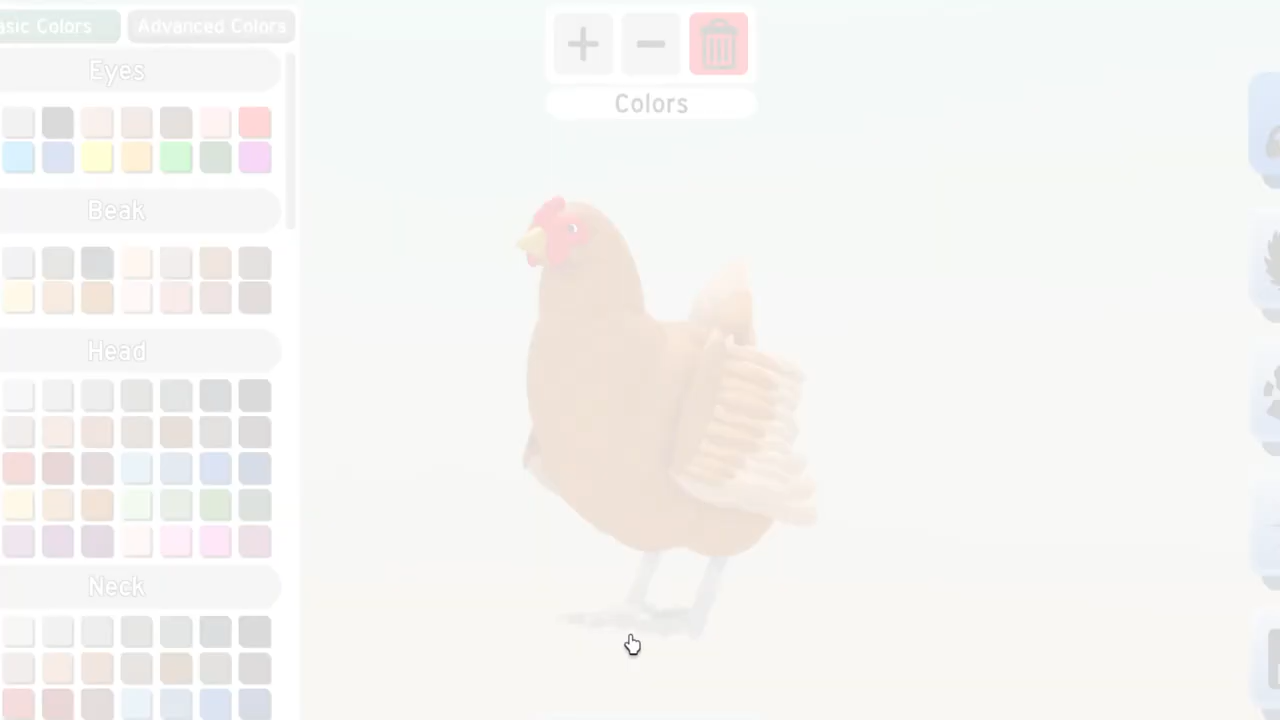 asic Colors
Advanced Colors
Eyes
Colors
Beak
Head
Neck